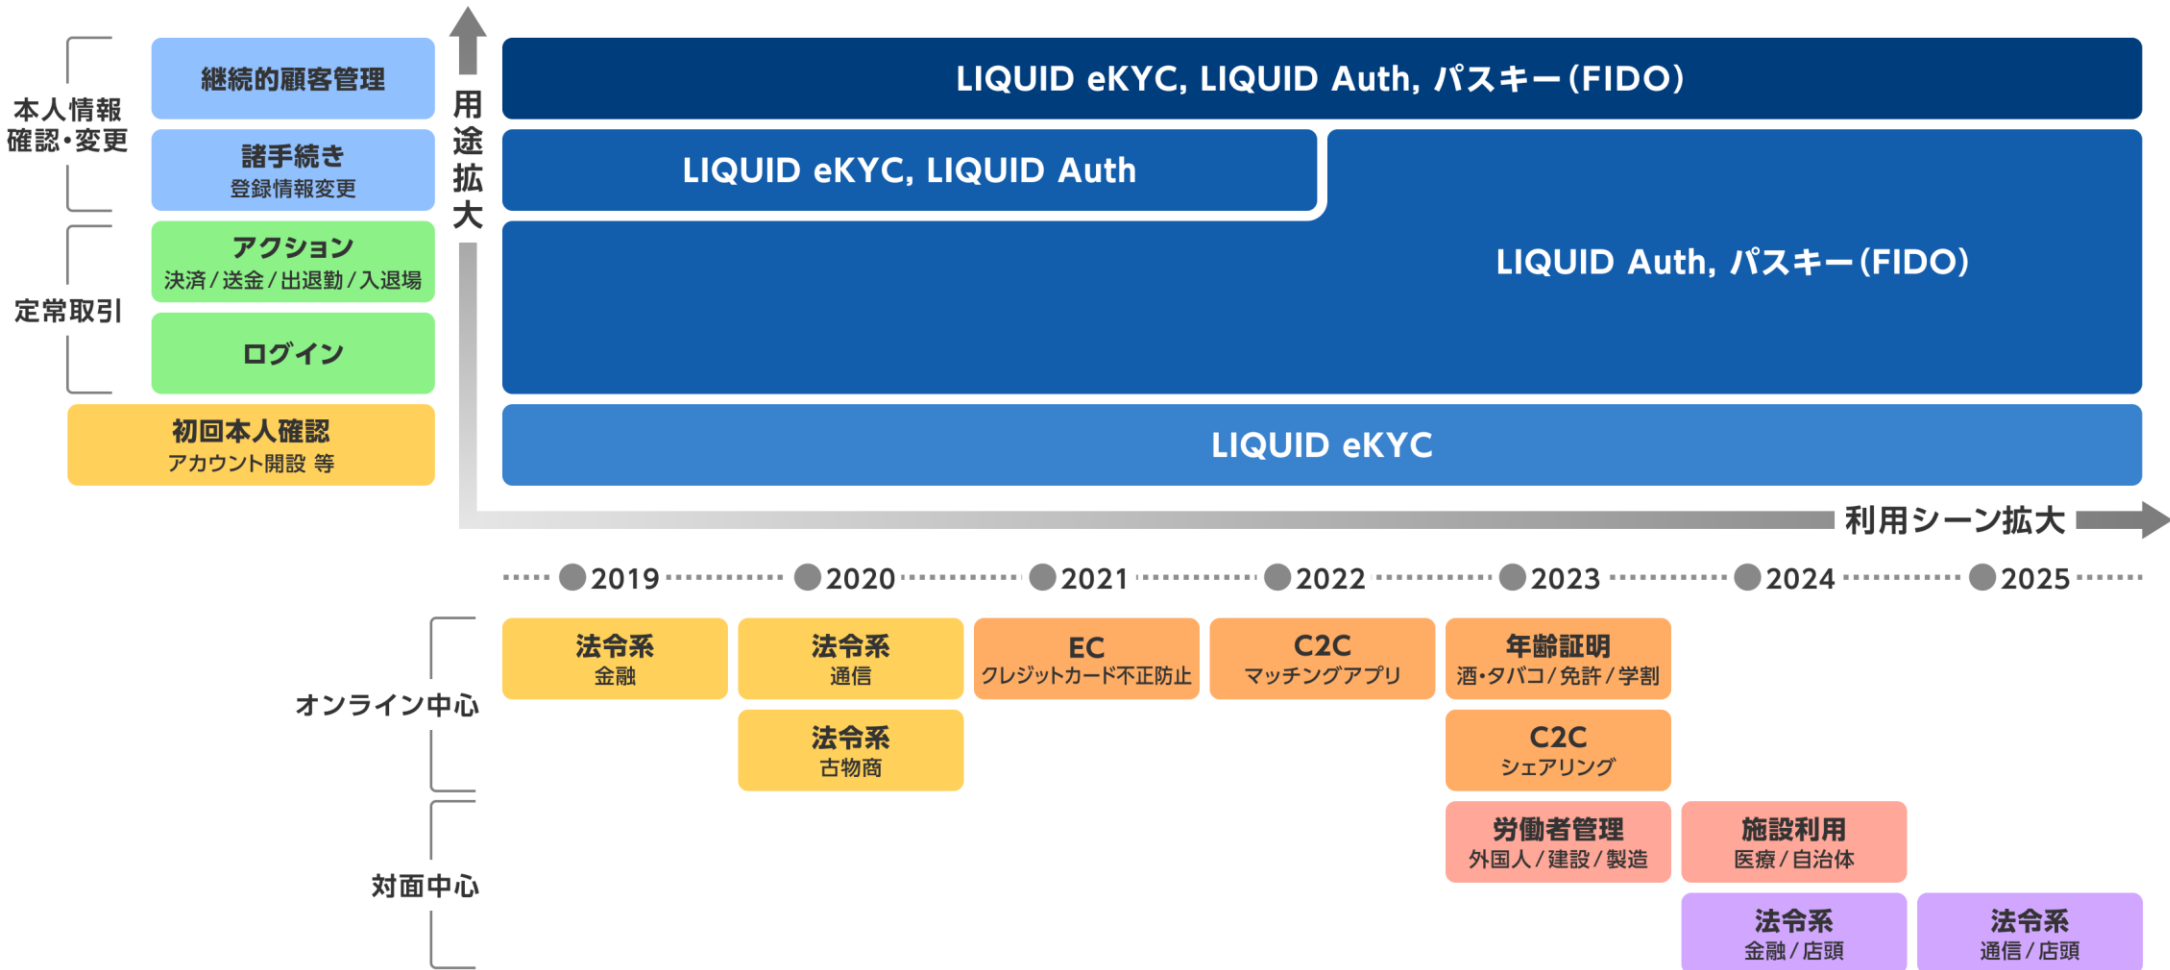 本人情報
確認・変更
継続的顧客管理
諸手続き
登録情報変更
定常取引
アクション
決済/送金/出退勤/入退場
ログイン
初回本人確認
アカウント開設 等
用途拡大
LIQUID eKYC, LIQUID Auth, パスキー(FIDO)
LIQUID eKYC, LIQUID Auth
LIQUID Auth, パスキー(FIDO)
LIQUID eKYC
利用シーン拡大
2019
2020
2021
2022
2023
2024
2025
オンライン中心
法令系
金融
法令系
通信
EC
クレジットカード不正防止
C2C
マッチングアプリ
年齢証明
酒・タバコ/免許/学割
法令系
古物商
C2C
シェアリング
対面中心
労働者管理
外国人/建設/製造
施設利用
医療/自治体
法令系
金融/店頭
法令系
通信/店頭